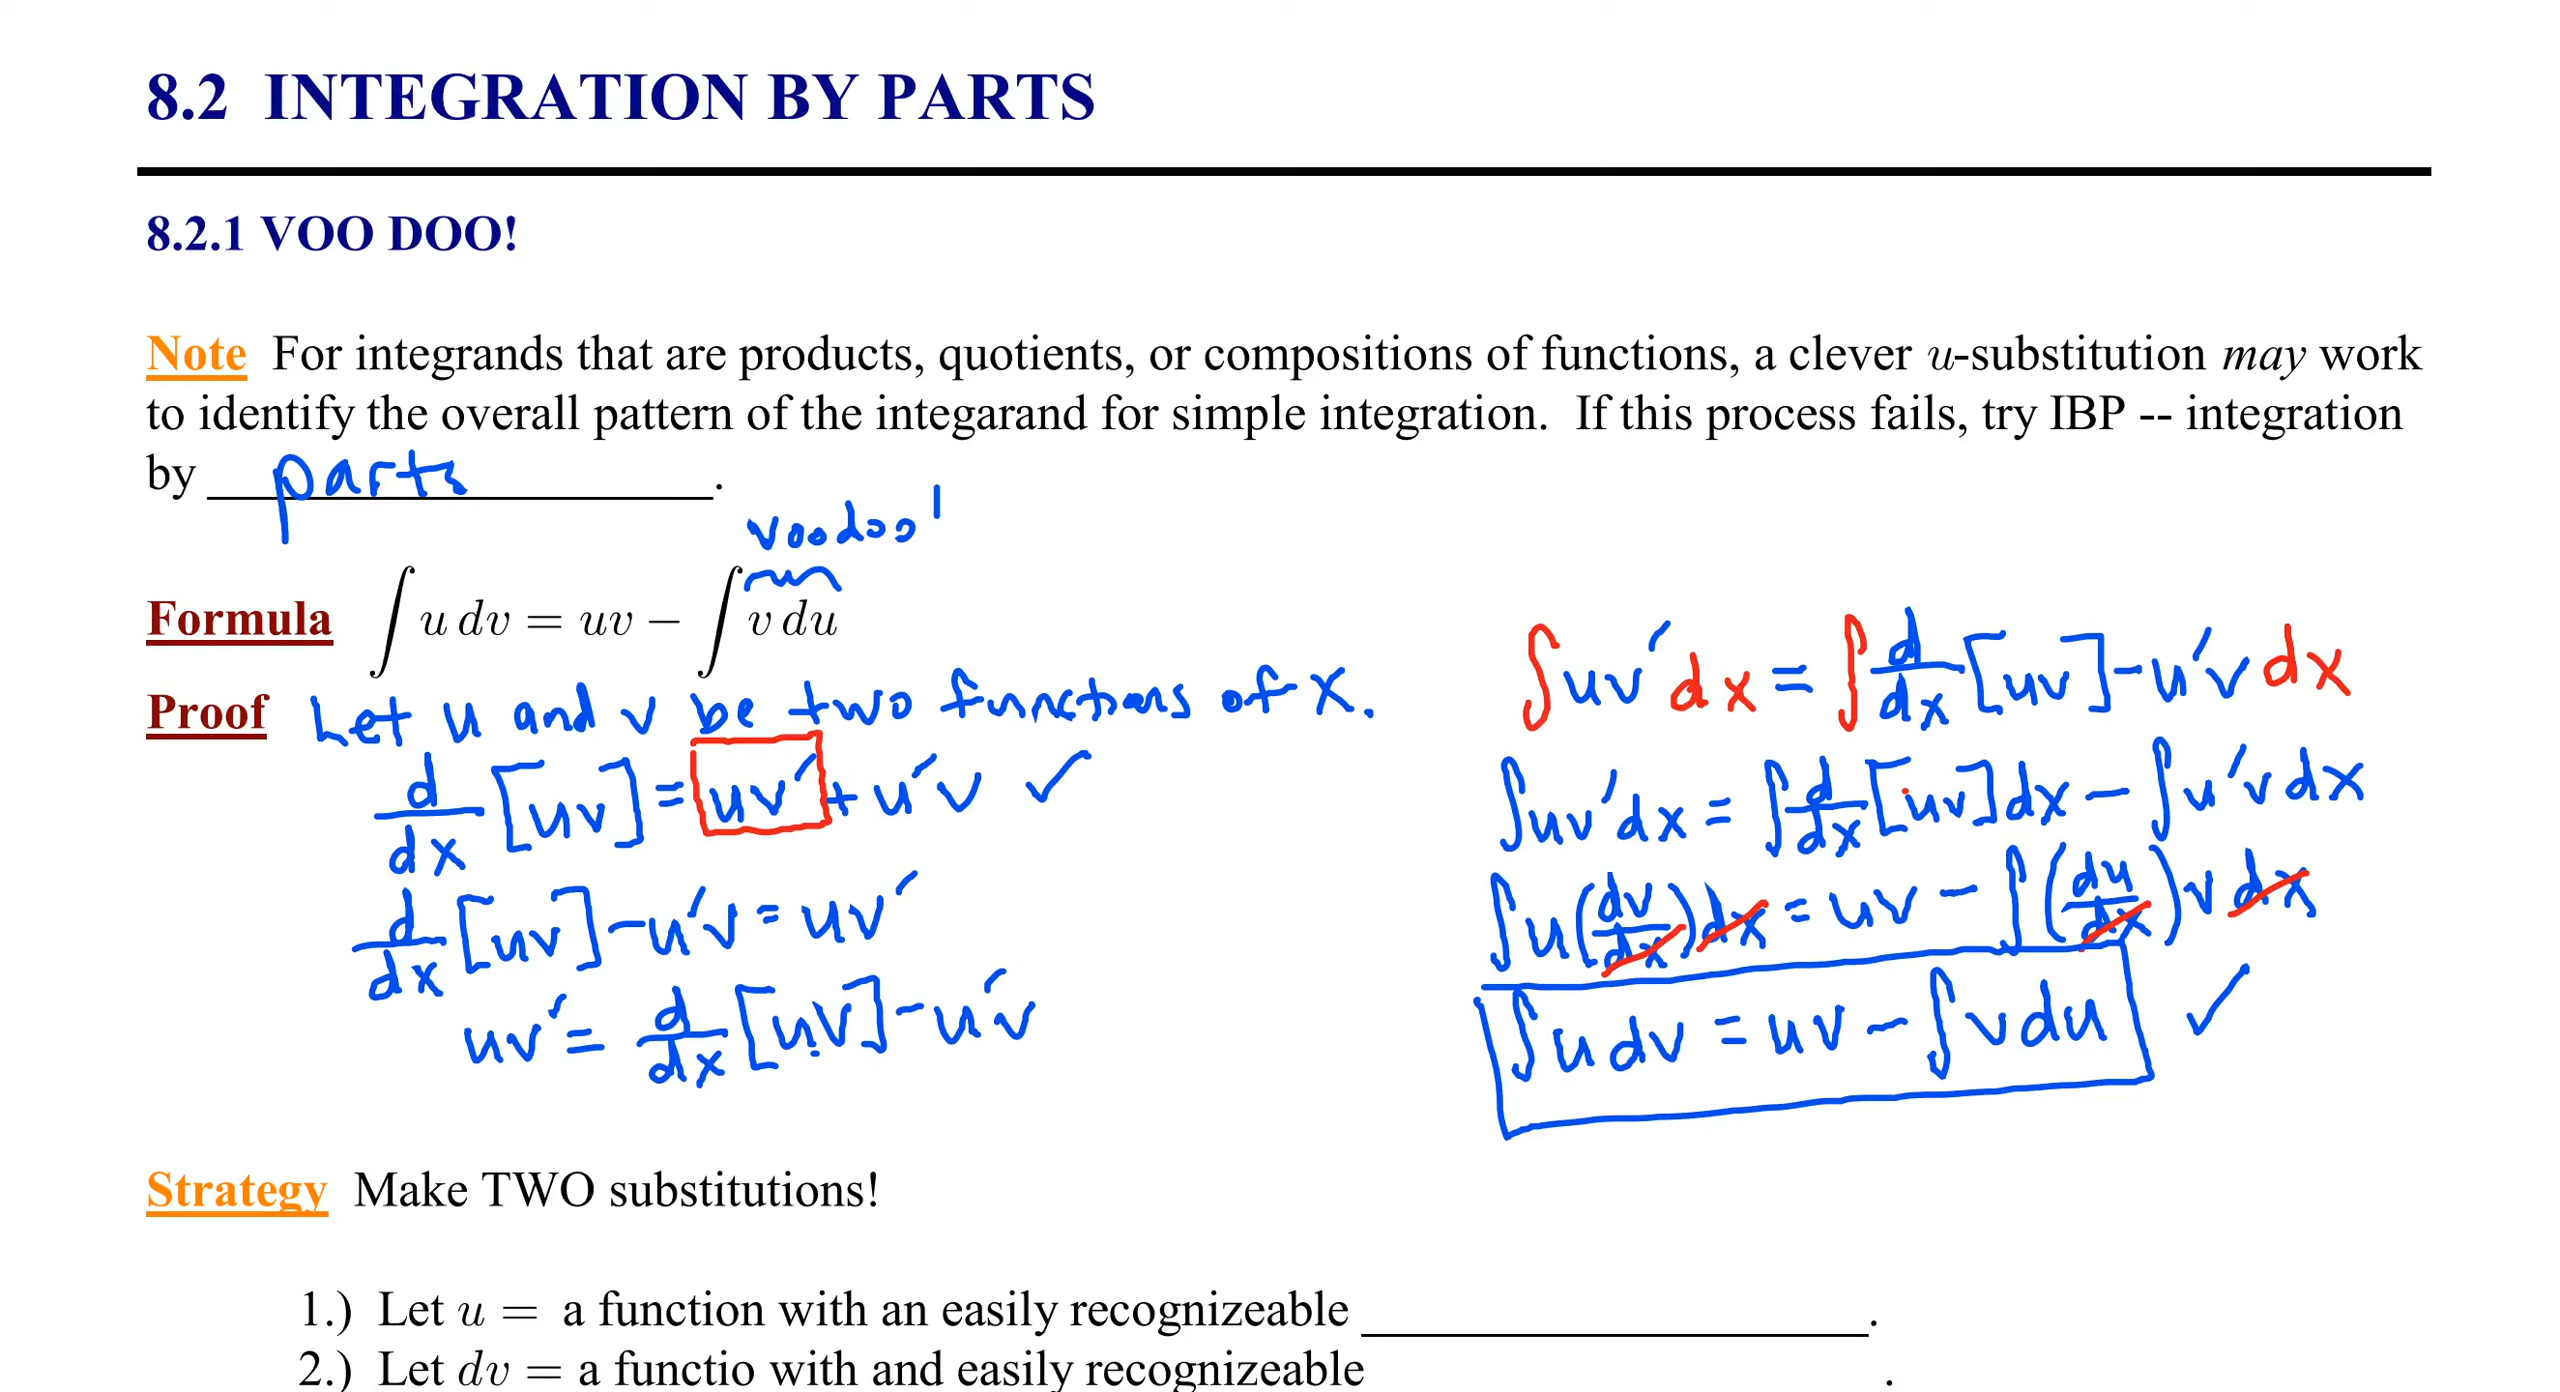 8.2 INTEGRATION BY PARTS
8.2.1 VOO DOO!
Note For integrands that are products, quotients, or compositions of functions, a clever u-substitution may work
to identify the overall pattern of the integarand for simple integration. If this process fails, try IBP -- integration
by parts.
voodoo!
Formula ∫ u dv = uv − ∫ v du
Proof Let u and v be two functions of x.
d/dx [uv] = uv′ + u′v ✓
d/dx [uv] − u′v = uv′
uv′ = d/dx [uv] − u′v
∫ uv′ dx = ∫ d/dx [uv] − u′v dx
∫ uv′ dx = ∫ d/dx [uv] dx − ∫ u′v dx
∫ u (dv/dx) dx = uv − ∫ (du/dx) v dx
∫ u dv = uv − ∫ v du ✓
Strategy Make TWO substitutions!
1.) Let u = a function with an easily recognizeable ____________.
2.) Let dv = a functio with and easily recognizeable .